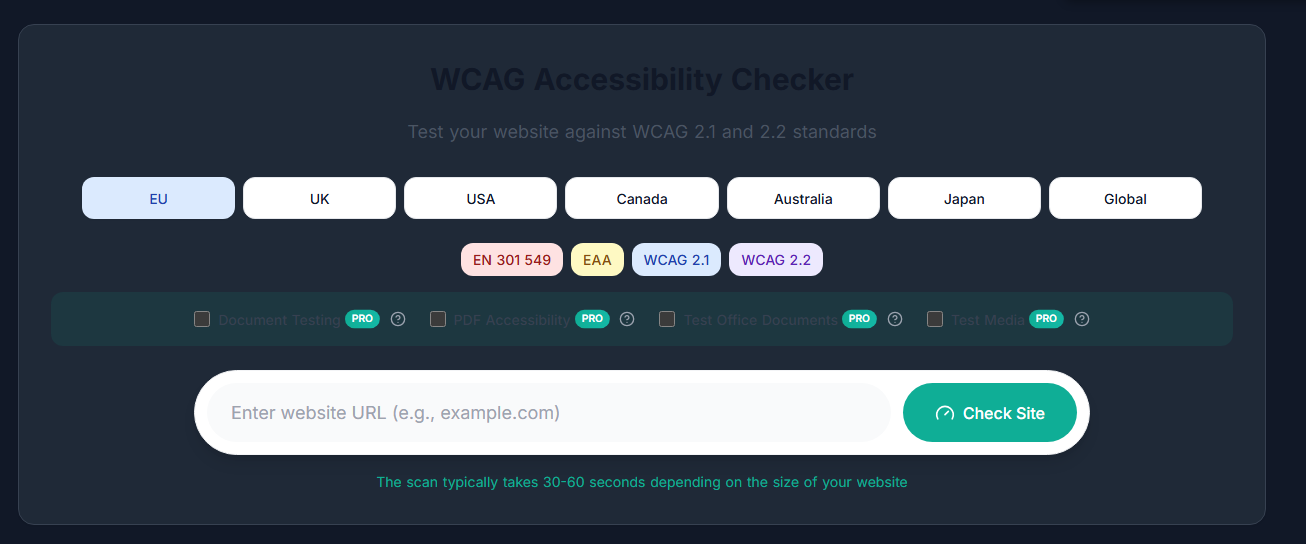 WCAG Accessibility Checker
Test your website against WCAG 2.1 and 2.2 standards
EU UK USA Canada Australia Japan Global
EN 301 549 EAA WCAG 2.1 WCAG 2.2
Document Testing PRO PDF Accessibility PRO Test Office Documents PRO Test Media PRO
Enter website URL (e.g., example.com) Check Site
The scan typically takes 30-60 seconds depending on the size of your website